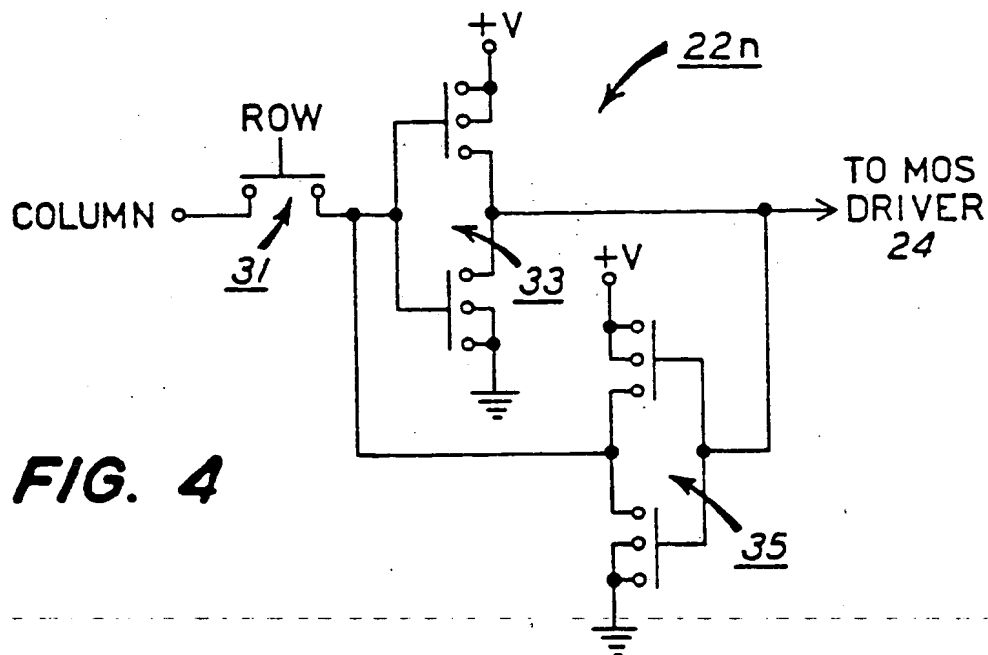 +V
22n
ROW
COLUMN
31
33
TO MOS
DRIVER
24
+V
35
FIG. 4